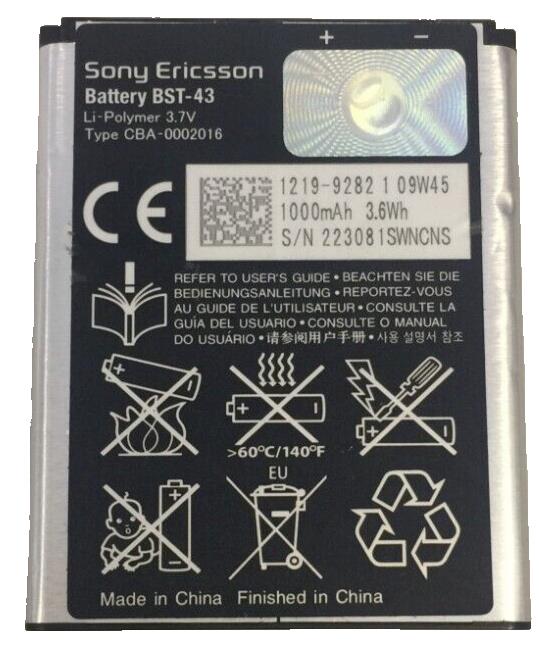 + −
Sony Ericsson
Battery BST-43
Li-Polymer 3.7V
Type CBA-0002016
CE
1219-9282 1 09W45
1000mAh 3.6Wh
S/N 223081SWNCNS
REFER TO USER'S GUIDE • BEACHTEN SIE DIE
BEDIENUNGSANLEITUNG • REPORTEZ-VOUS
AU GUIDE DE L'UTILISATEUR • CONSULTE LA
GUÍA DEL USUARIO • CONSULTE O MANUAL
DO USUÁRIO • 请参阅用户手册 • 사용 설명서 참조
>60°C/140°F
EU
Made in China Finished in China